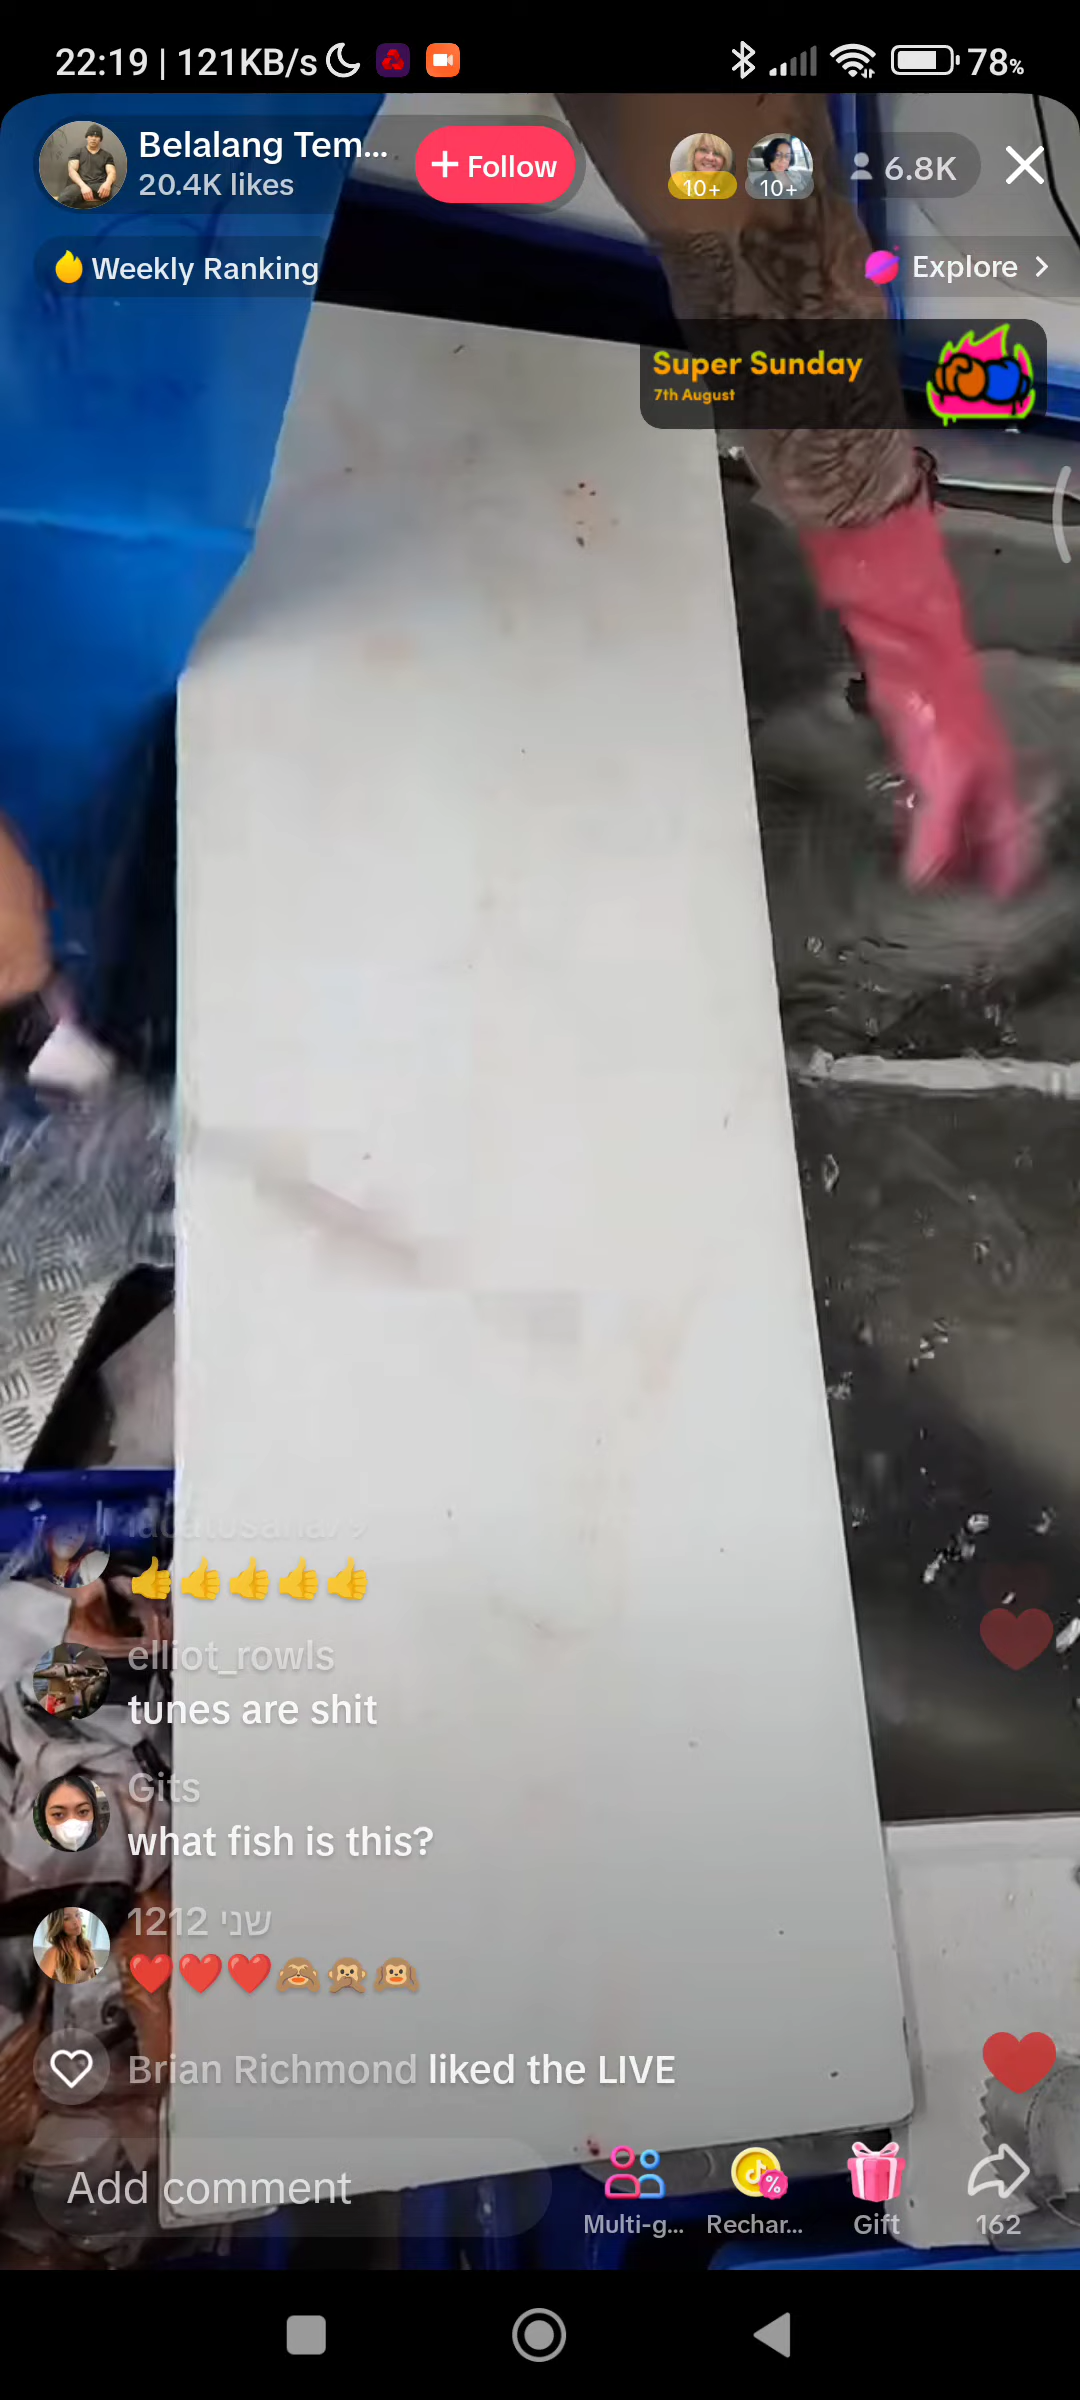 22:19 | 121KB/s
78%
Belalang Tem...
20.4K likes
+ Follow
10+
10+
6.8K
Weekly Ranking
Explore >
Super Sunday
7th August
👍👍👍👍👍
elliot_rowls
tunes are shit
Gits
what fish is this?
1212 שני
❤️❤️❤️🙈🙊🙉
Brian Richmond liked the LIVE
Add comment
Multi-g...
Rechar...
Gift
162